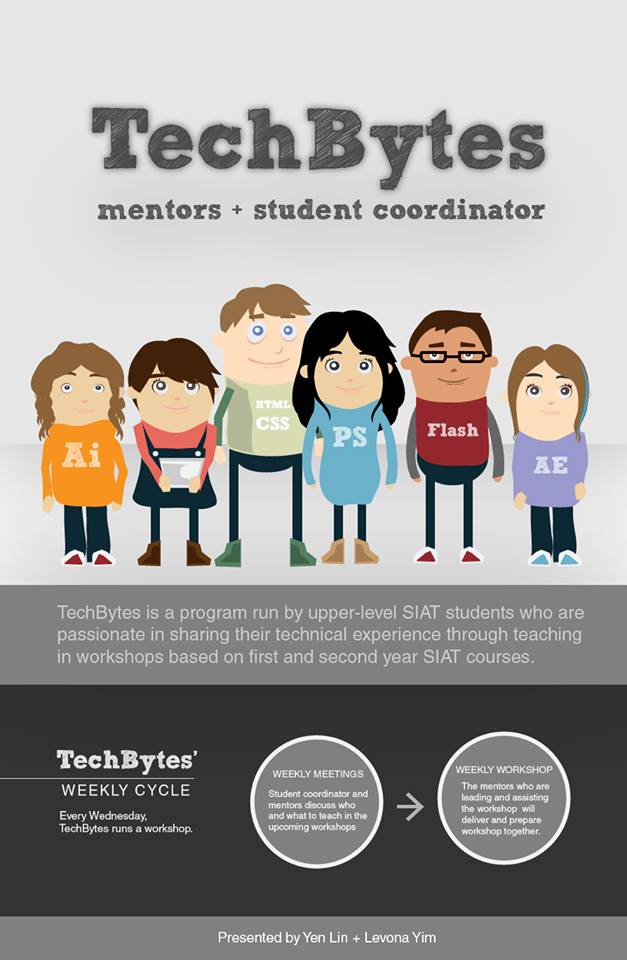 TechBytes
mentors + student coordinator
Ai
HTML
CSS
PS
Flash
AE
TechBytes is a program run by upper-level SIAT students who are
passionate in sharing their technical experience through teaching
in workshops based on first and second year SIAT courses.
TechBytes'
WEEKLY CYCLE
Every Wednesday,
TechBytes runs a workshop.
WEEKLY MEETINGS
Student coordinator and
mentors discuss who
and what to teach in the
upcoming workshops
WEEKLY WORKSHOP
The mentors who are
leading and assisting
the workshop will
deliver and prepare
workshop together.
Presented by Yen Lin + Levona Yim